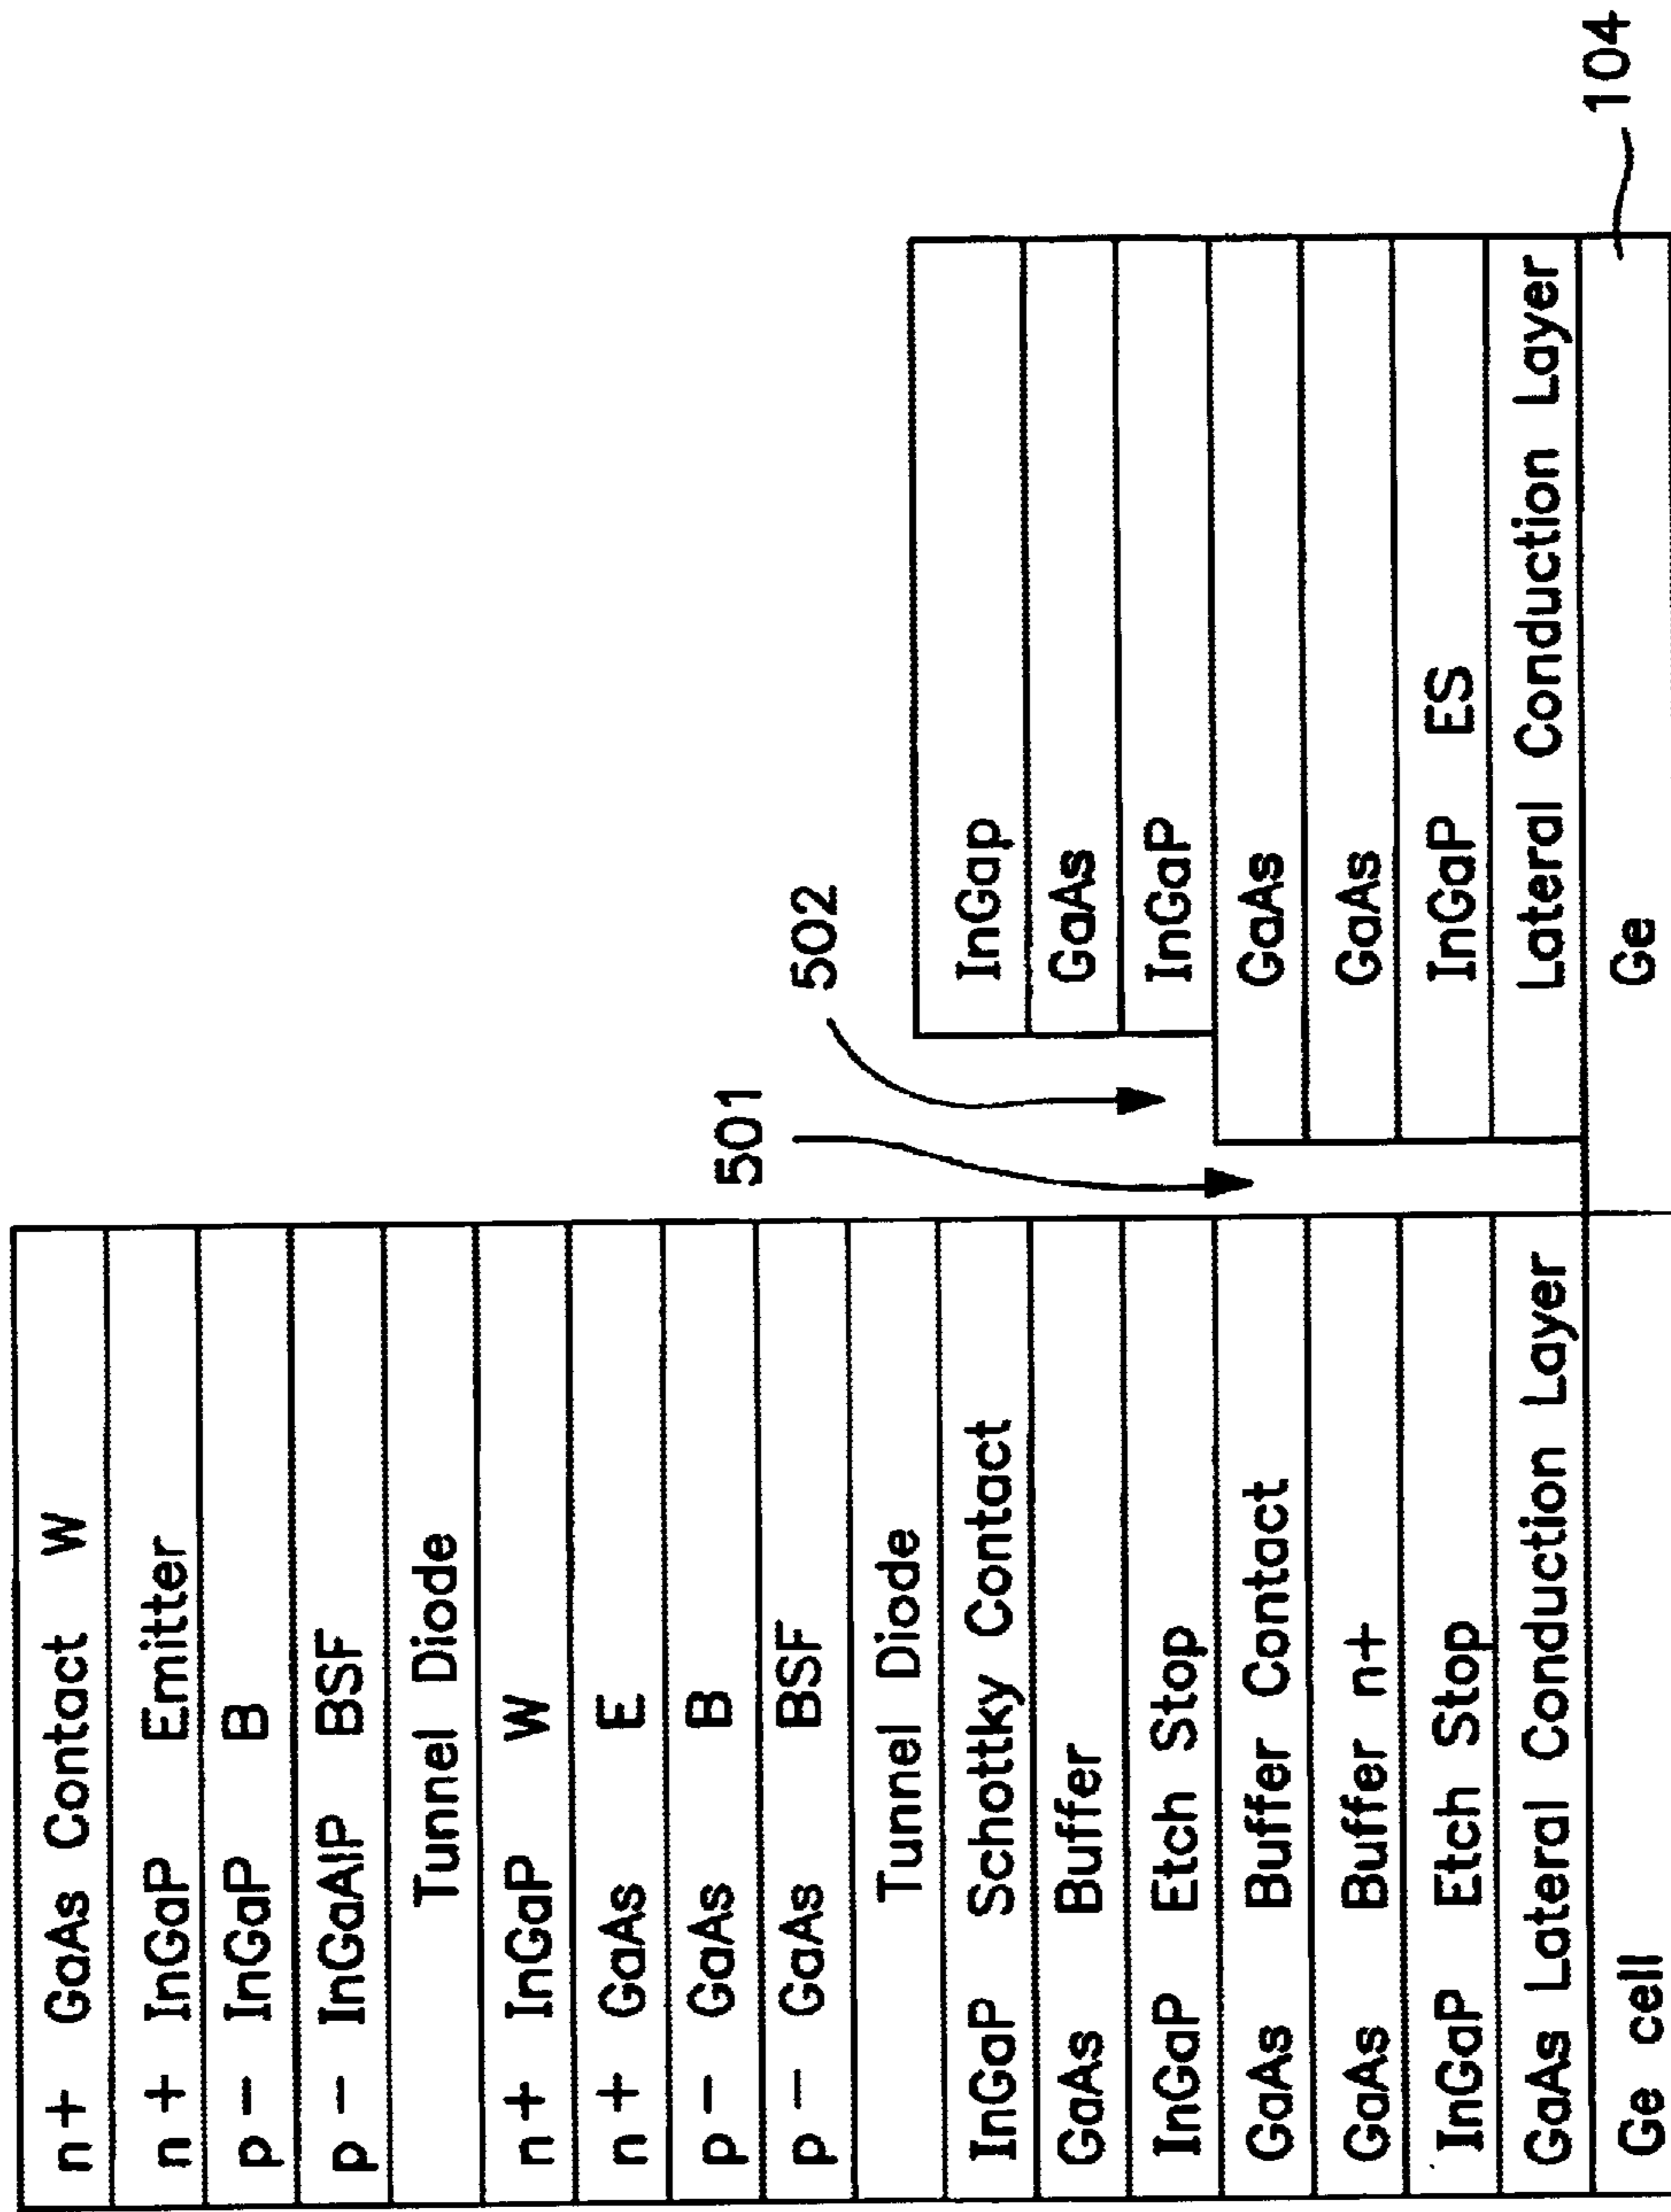 n+ GaAs Contact W
n+ InGaP Emitter
p- InGaP B
p- InGaAlP BSF
Tunnel Diode
n+ InGaP W
n+ GaAs E
p- GaAs B
p- GaAs BSF
Tunnel Diode
InGaP Schottky Contact
GaAs Buffer
InGaP Etch Stop
GaAs Buffer Contact
GaAs Buffer n+
InGaP Etch Stop
GaAs Lateral Conduction Layer
Ge cell
501
502
InGap
GaAs
InGaP
GaAs
GaAs
InGaP ES
Lateral Conduction Layer
Ge
104